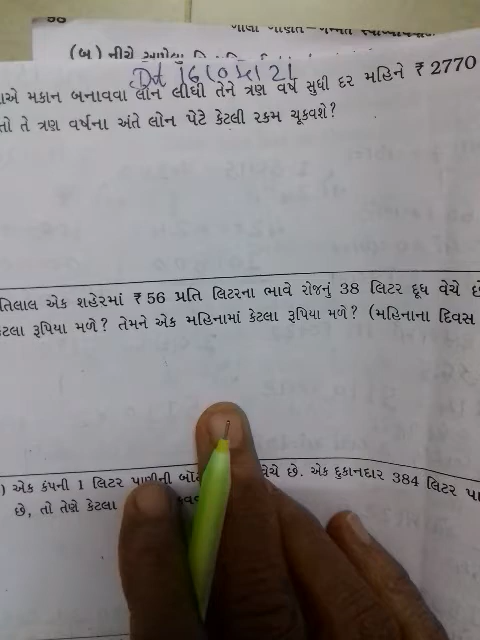 (બ) નીચે આપેલા
Dt 16/05/21
એ મકાન બનાવવા લોન લીધી તેને ત્રણ વર્ષ સુધી દર મહિને ₹ 2770
તો તે ત્રણ વર્ષના અંતે લોન પેટે કેટલી રકમ ચૂકવશે?
તિલાલ એક શહેરમાં ₹ 56 પ્રતિ લિટરના ભાવે રોજનું 38 લિટર દૂધ વેચે છે
કેટલા રૂપિયા મળે? તેમને એક મહિનામાં કેટલા રૂપિયા મળે? (મહિનાના દિવસ
) એક કંપની 1 લિટર પાણીની વેચે છે. એક દુકાનદાર 384 લિટર પા
છે, તો તેણે કેટલા